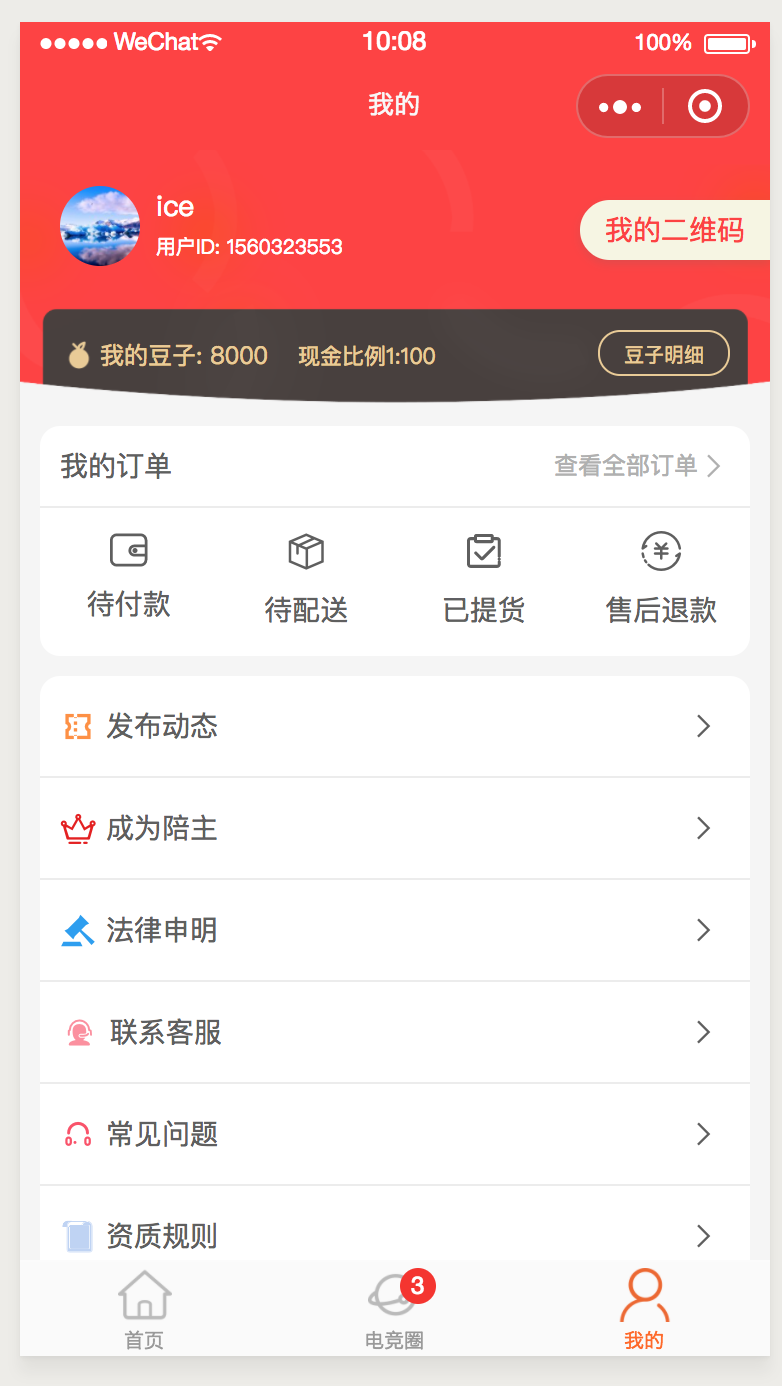 WeChat 10:08 100%
我的
ice
用户ID: 1560323553
我的二维码
我的豆子: 8000 现金比例1:100 豆子明细
我的订单 查看全部订单
待付款 待配送 已提货 售后退款
发布动态
成为陪主
法律申明
联系客服
常见问题
资质规则
3
首页 电竞圈 我的